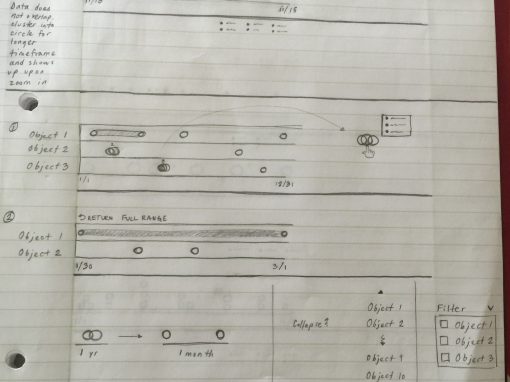 11/15
Data does
not overlap,
cluster into
circle for
longer
timeframe
and shows
up upon
zoom in
①
Object 1
Object 2
Object 3
1/1
12/31
②
RETURN FULL RANGE
Object 1
Object 2
9/30
3/1
1 yr
1 month
Collapse?
Object 1
Object 2
Object 9
Object 10
Filter
Object 1
Object 2
Object 3